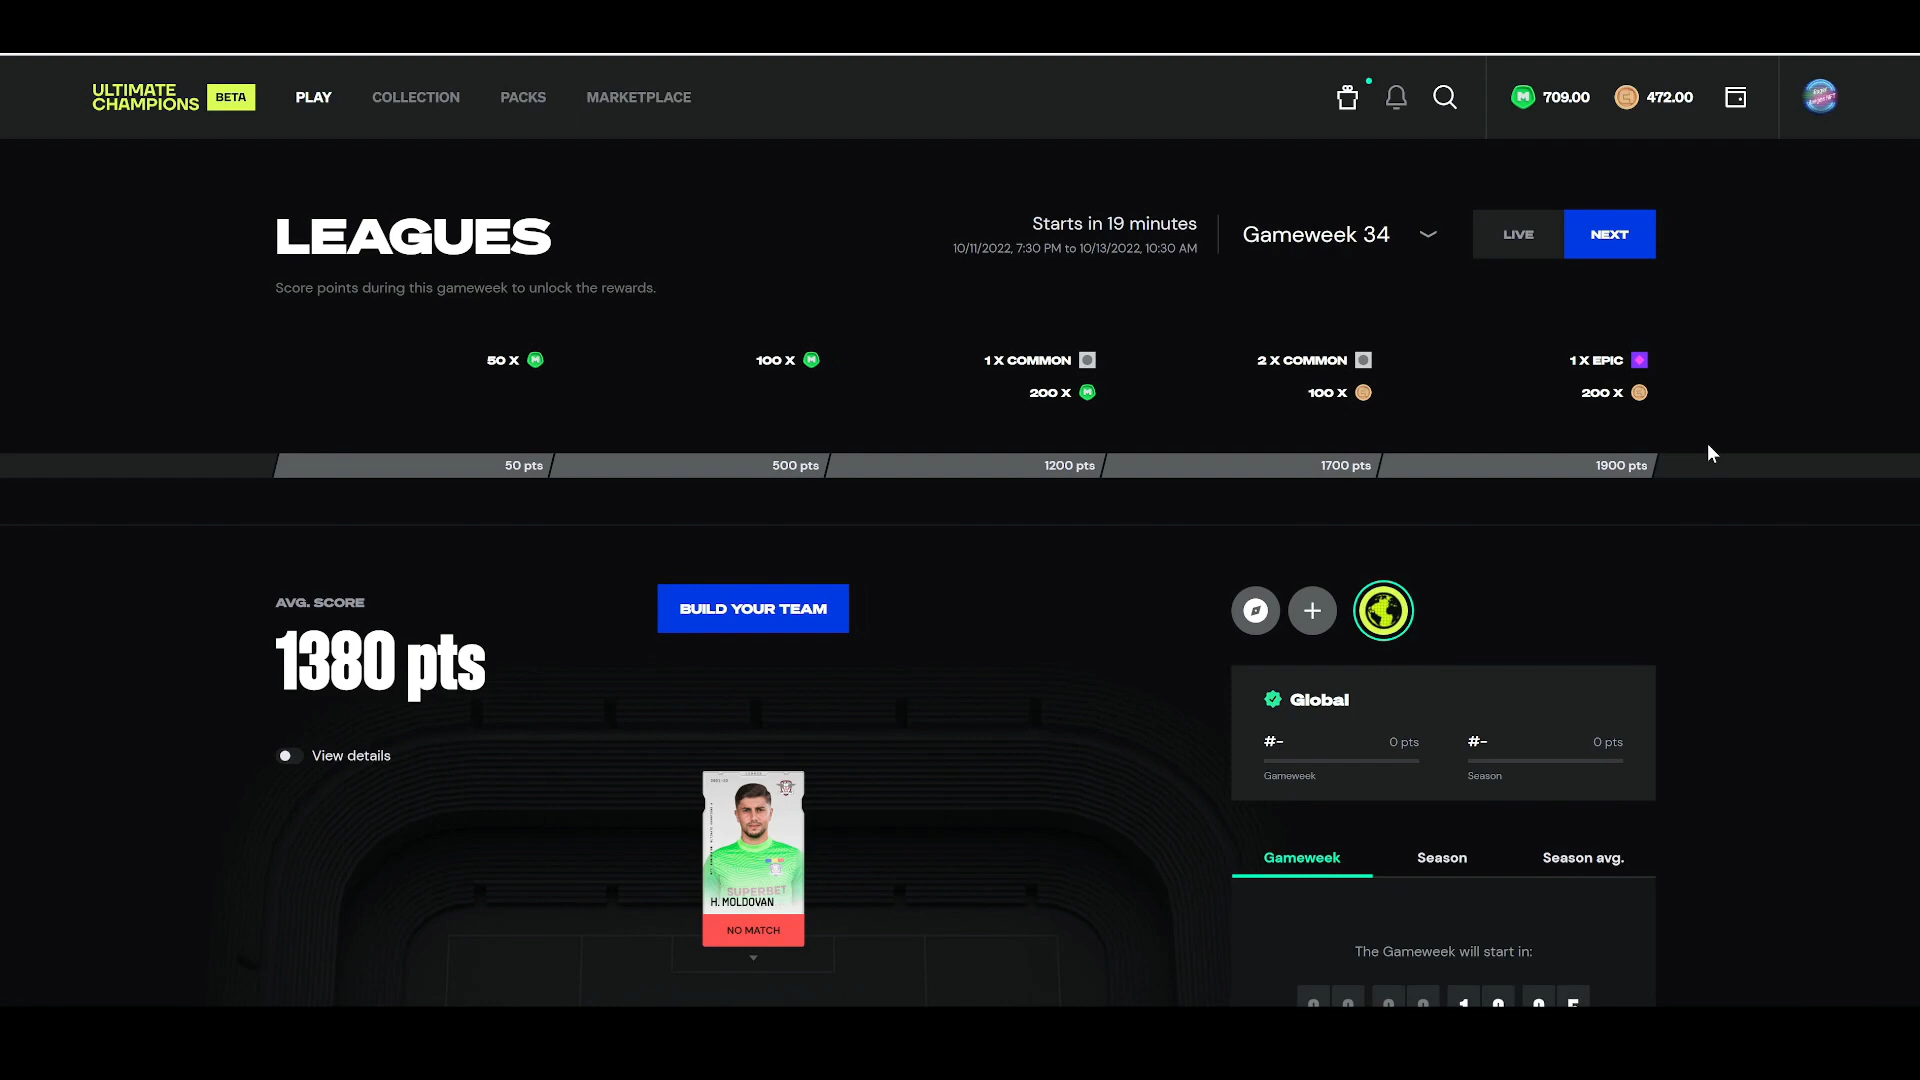 ULTIMATE
CHAMPIONS
BETA
PLAY
COLLECTION
PACKS
MARKETPLACE
709.00
472.00
LEAGUES
Score points during this gameweek to unlock the rewards.
Starts in 19 minutes
10/11/2022, 7:30 PM to 10/13/2022, 10:30 AM
Gameweek 34
LIVE
NEXT
50 X
100 X
1 X COMMON
200 X
2 X COMMON
100 X
1 X EPIC
200 X
50 pts
500 pts
1200 pts
1700 pts
1900 pts
AVG. SCORE
1380 pts
View details
BUILD YOUR TEAM
SUPERBET
H. MOLDOVAN
NO MATCH
Global
#-
0 pts
Gameweek
#-
0 pts
Season
Gameweek
Season
Season avg.
The Gameweek will start in: